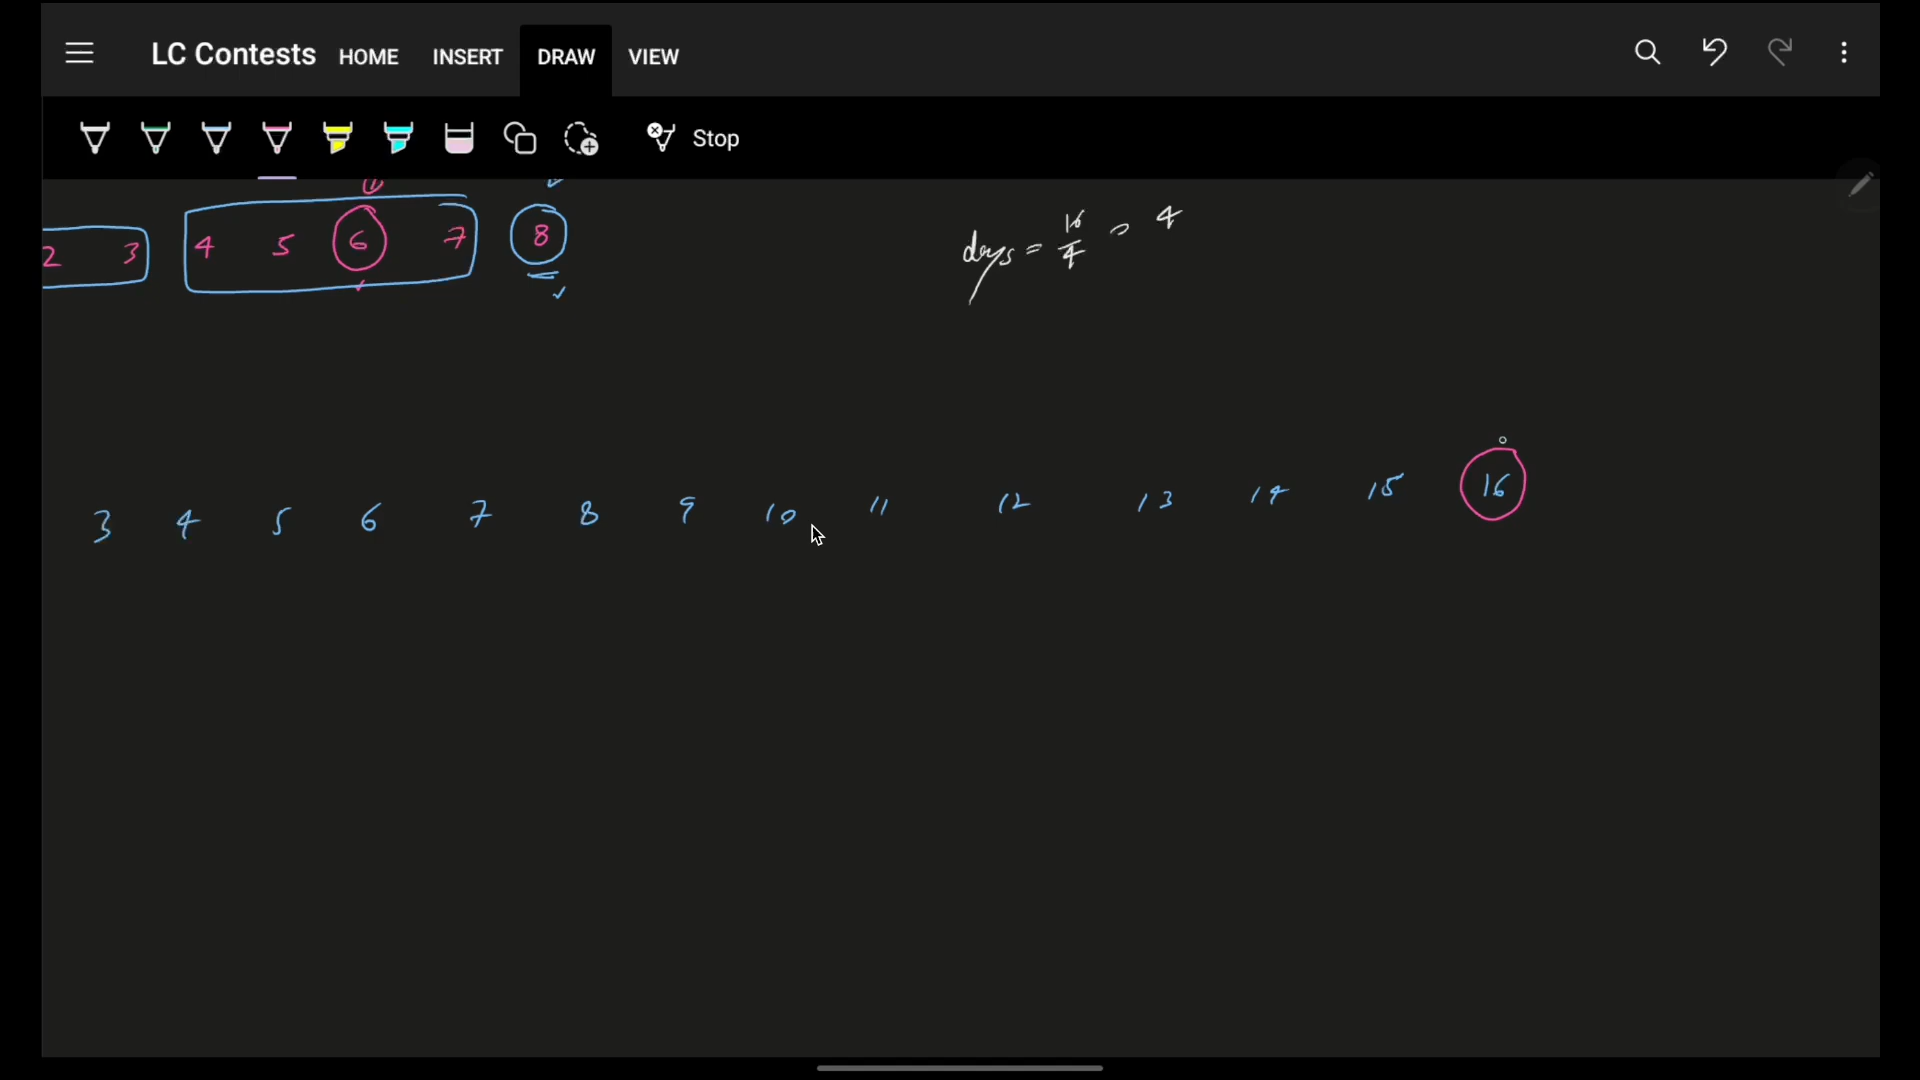 LC Contests HOME INSERT DRAW VIEW
Stop
2 3 4 5 6 7 8
days = 16/4 = 4
3 4 5 6 7 8 9 10 11 12 13 14 15 16